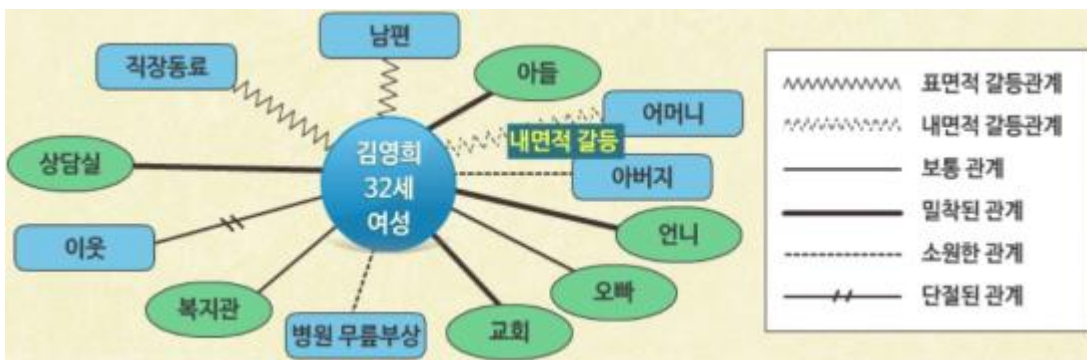 남편
직장동료
아들
어머니
내면적 갈등
김영희
32세
여성
상담실
아버지
이웃
언니
복지관
오빠
병원 무릎부상
교회
표면적 갈등관계
내면적 갈등관계
보통 관계
밀착된 관계
소원한 관계
단절된 관계